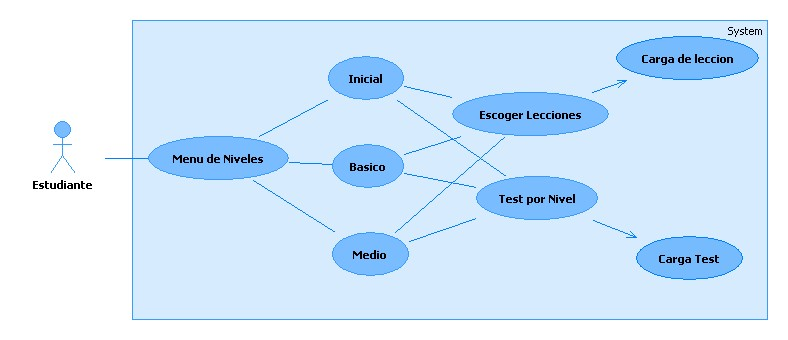 System
Carga de leccion
Inicial
Escoger Lecciones
Menu de Niveles
Basico
Estudiante
Test por Nivel
Medio
Carga Test